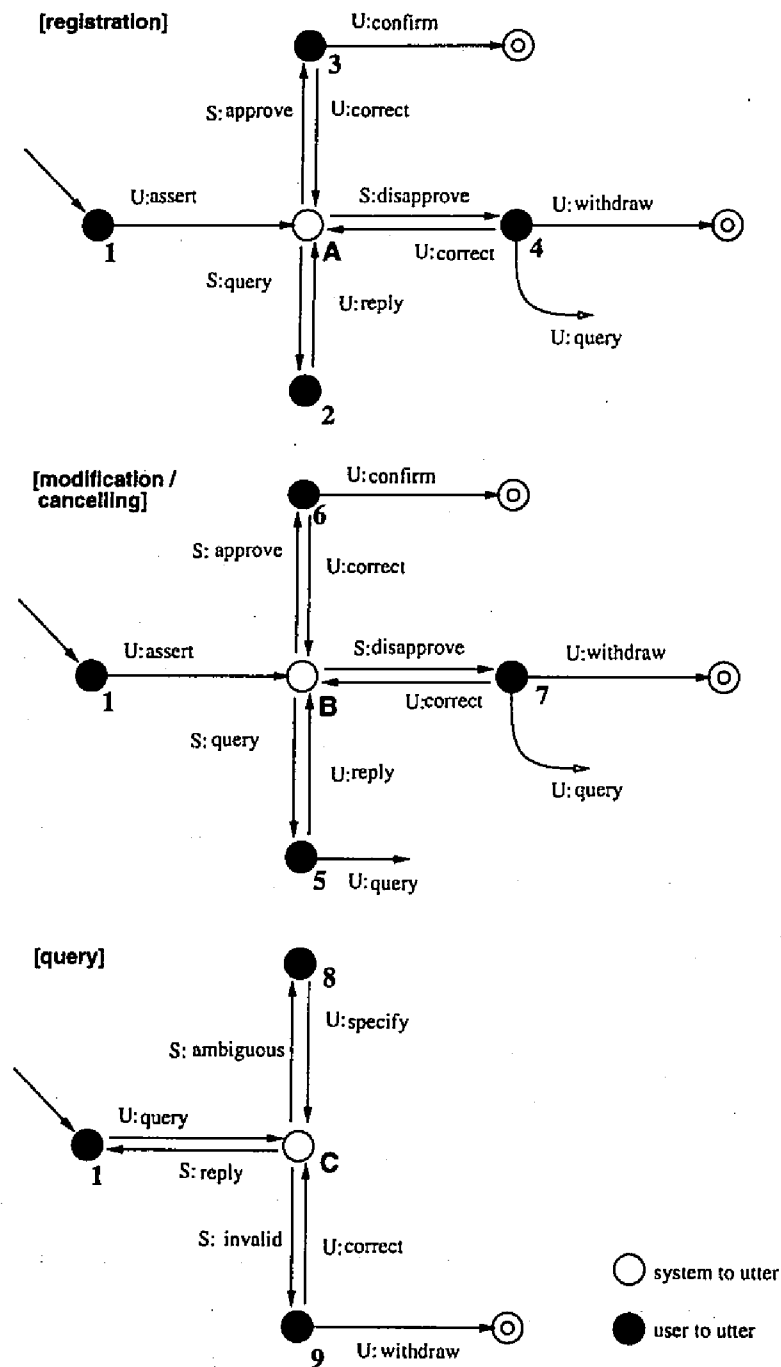 [registration]
U:confirm
3
S: approve
U:correct
U:assert
S:disapprove
U:withdraw
1
A
U:correct
4
S:query
U:reply
U: query
2
[modification /
cancelling]
U:confirm
6
S: approve
U:correct
U:assert
S:disapprove
U:withdraw
1
B
U:correct
7
S: query
U:reply
U: query
5
U:query
[query]
8
U:specify
S: ambiguous
U:query
1
S: reply
C
S: invalid
U:correct
system to utter
9
U:withdraw
user to utter